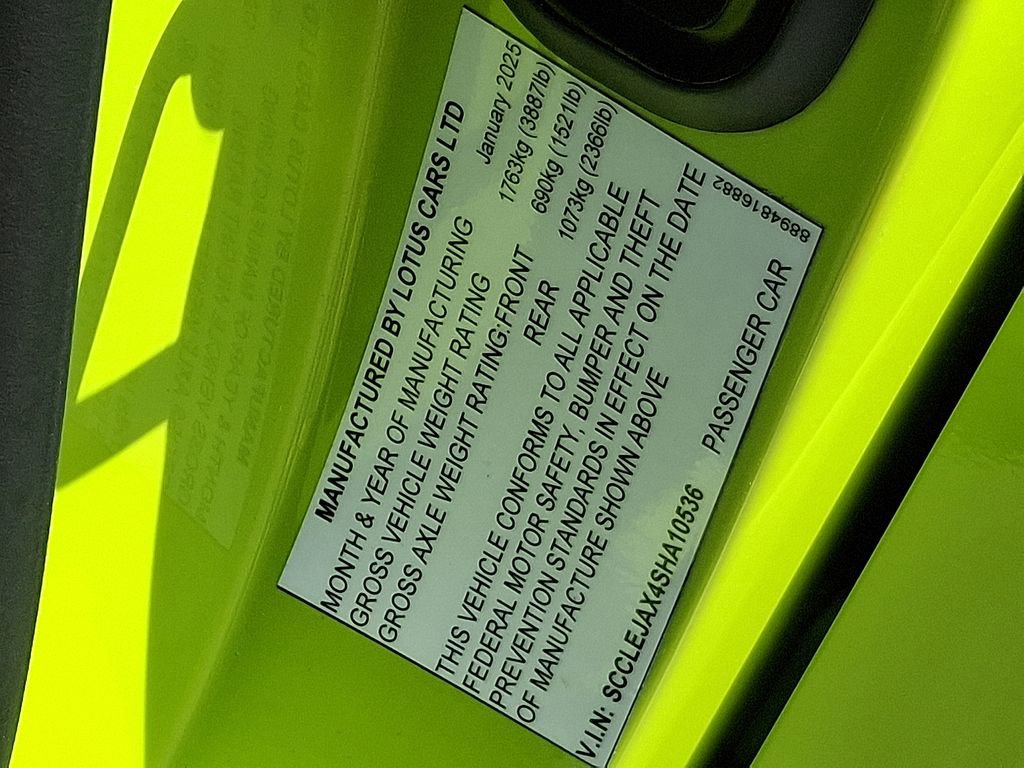 MANUFACTURED BY LOTUS CARS LTD
MONTH & YEAR OF MANUFACTURING January 2025
GROSS VEHICLE WEIGHT RATING 1763kg (3887lb)
GROSS AXLE WEIGHT RATING:FRONT 690kg (1521lb)
REAR 1073kg (2366lb)
THIS VEHICLE CONFORMS TO ALL APPLICABLE
FEDERAL MOTOR SAFETY, BUMPER AND THEFT
PREVENTION STANDARDS IN EFFECT ON THE DATE
OF MANUFACTURE SHOWN ABOVE
8894816882
V.I.N: SCCLEJAX4SHA10536 PASSENGER CAR